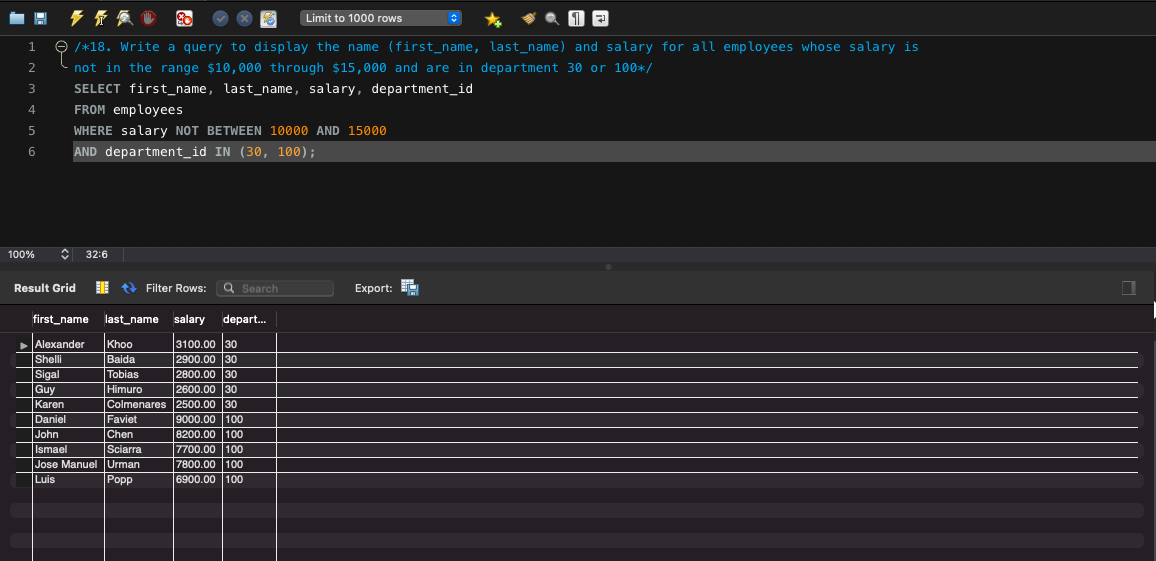 Limit to 1000 rows
1 /*18. Write a query to display the name (first_name, last_name) and salary for all employees whose salary is
2 not in the range $10,000 through $15,000 and are in department 30 or 100*/
3 SELECT first_name, last_name, salary, department_id
4 FROM employees
5 WHERE salary NOT BETWEEN 10000 AND 15000
6 AND department_id IN (30, 100);
100% 32:6
Result Grid Filter Rows: Search Export:
first_name last_name salary depart...
Alexander Khoo 3100.00 30
Shelli Baida 2900.00 30
Sigal Tobias 2800.00 30
Guy Himuro 2600.00 30
Karen Colmenares 2500.00 30
Daniel Faviet 9000.00 100
John Chen 8200.00 100
Ismael Sciarra 7700.00 100
Jose Manuel Urman 7800.00 100
Luis Popp 6900.00 100